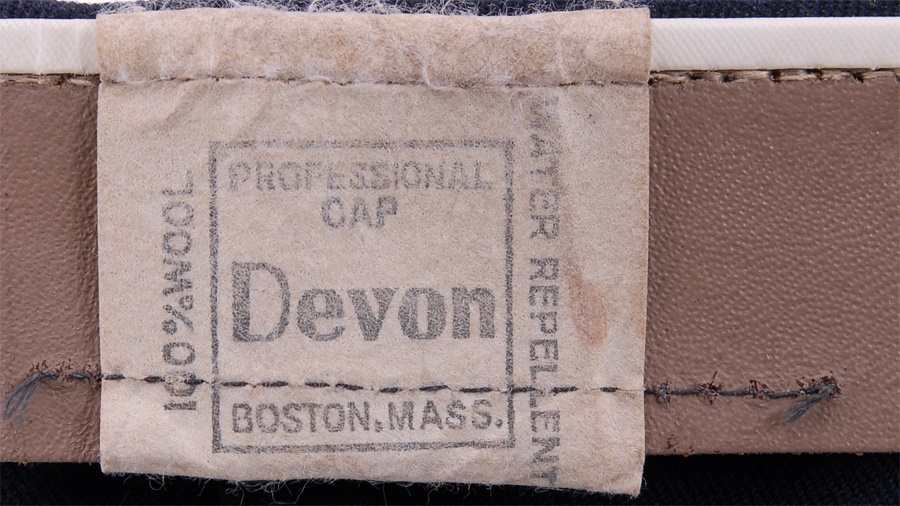 100%WOOL
PROFESSIONAL
CAP
Devon
BOSTON.MASS.
WATER REPELLENT